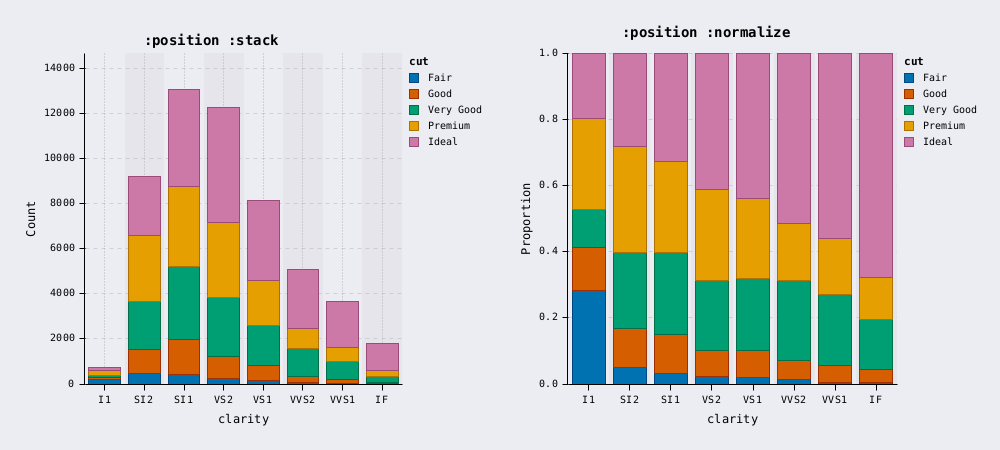 :position :stack
14000
12000
10000
8000
6000
4000
2000
0
Count
I1 SI2 SI1 VS2 VS1 VVS2 VVS1 IF
clarity
cut
Fair
Good
Very Good
Premium
Ideal
:position :normalize
1.0
0.8
0.6
0.4
0.2
0.0
Proportion
I1 SI2 SI1 VS2 VS1 VVS2 VVS1 IF
clarity
cut
Fair
Good
Very Good
Premium
Ideal